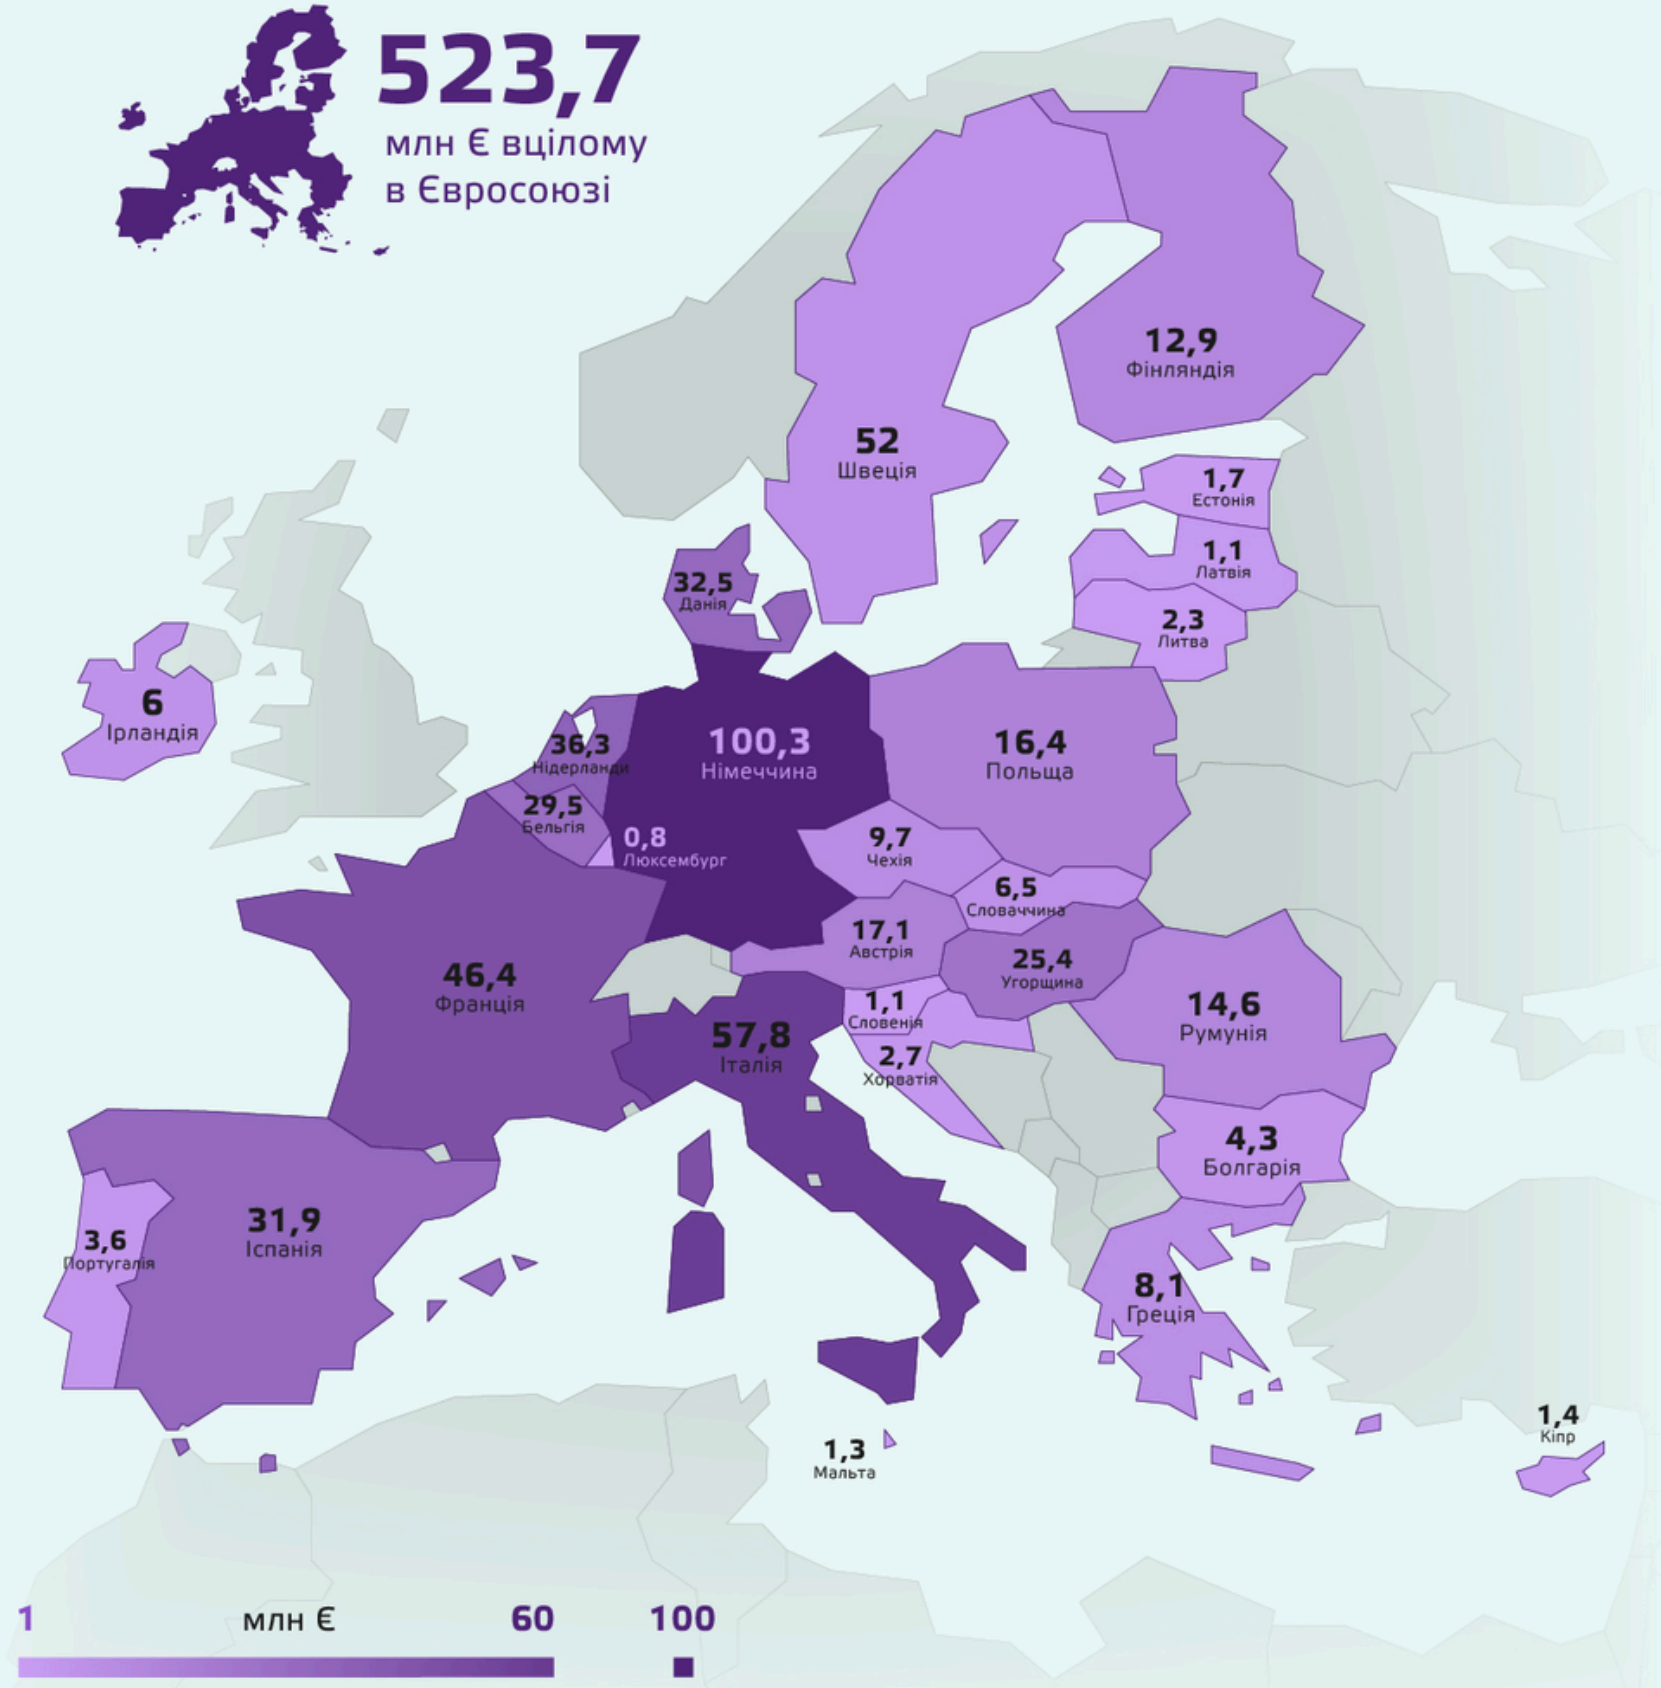 523,7
млн € вцілому
в Євросоюзі
12,9
Фінляндія
52
Швеція
1,7
Естонія
1,1
Латвія
32,5
Данія
2,3
Литва
6
Ірландія
36,3
Нідерланди
100,3
Німеччина
16,4
Польща
29,5
Бельгія
0,8
Люксембург
9,7
Чехія
6,5
Словаччина
17,1
Австрія
25,4
Угорщина
46,4
Франція
1,1
Словенія
14,6
Румунія
57,8
Італія
2,7
Хорватія
4,3
Болгарія
31,9
Іспанія
3,6
Португалія
8,1
Греція
1,3
Мальта
1,4
Кіпр
1 млн € 60 100